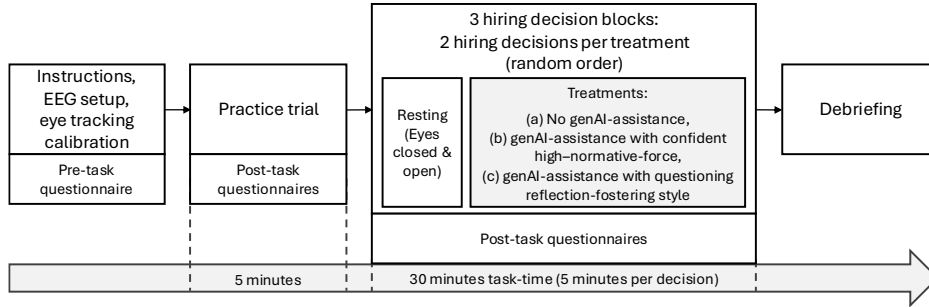 Instructions,
EEG setup,
eye tracking
calibration
Pre-task
questionnaire
Practice trial
Post-task
questionnaires
3 hiring decision blocks:
2 hiring decisions per treatment
(random order)
Resting
(Eyes
closed &
open)
Treatments:
(a) No genAI-assistance,
(b) genAI-assistance with confident
high–normative-force,
(c) genAI-assistance with questioning
reflection-fostering style
Post-task questionnaires
Debriefing
5 minutes
30 minutes task-time (5 minutes per decision)